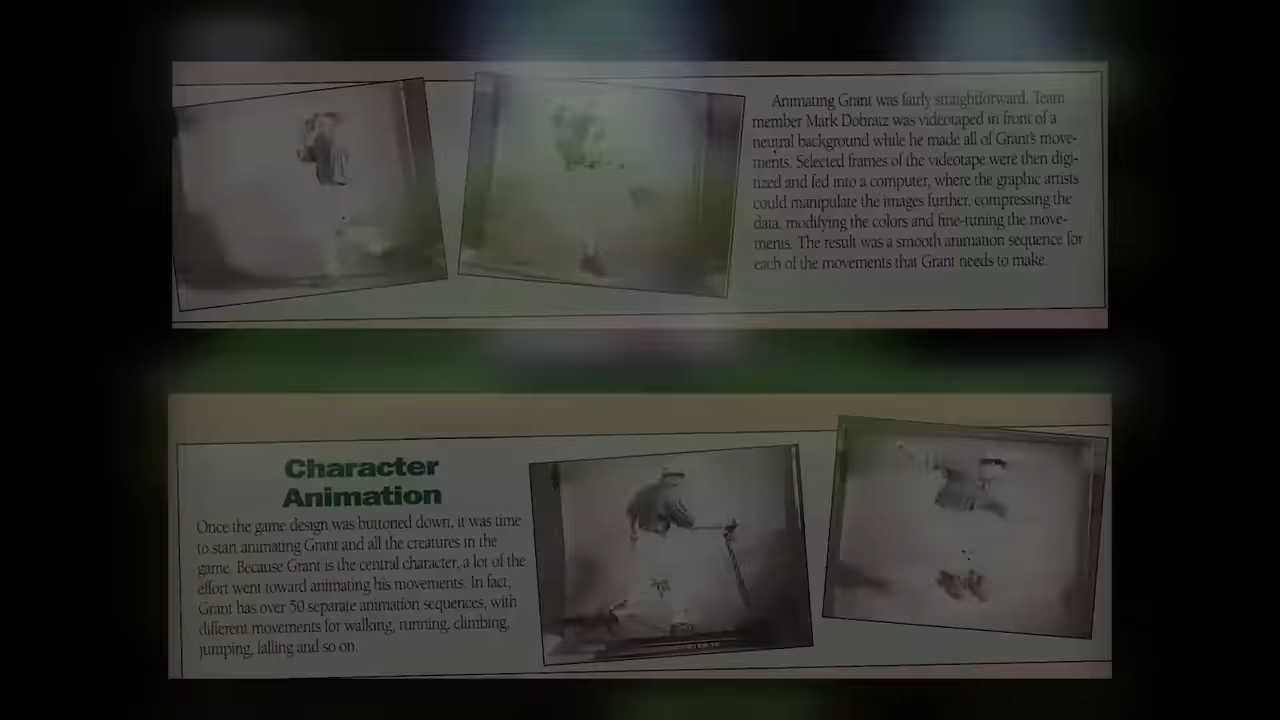 Animating Grant was fairly straightforward. Team
member Mark Dobratz was videotaped in front of a
neutral background while he made all of Grant's move-
ments. Selected frames of the videotape were then digi-
tized and fed into a computer, where the graphic artists
could manipulate the images further, compressing the
data, modifying the colors and fine-tuning the move-
ments. The result was a smooth animation sequence for
each of the movements that Grant needs to make.
Character
Animation
Once the game design was buttoned down, it was time
to start animating Grant and all the creatures in the
game. Because Grant is the central character, a lot of the
effort went toward animating his movements. In fact,
Grant has over 50 separate animation sequences, with
different movements for walking, running, climbing,
jumping, falling and so on.